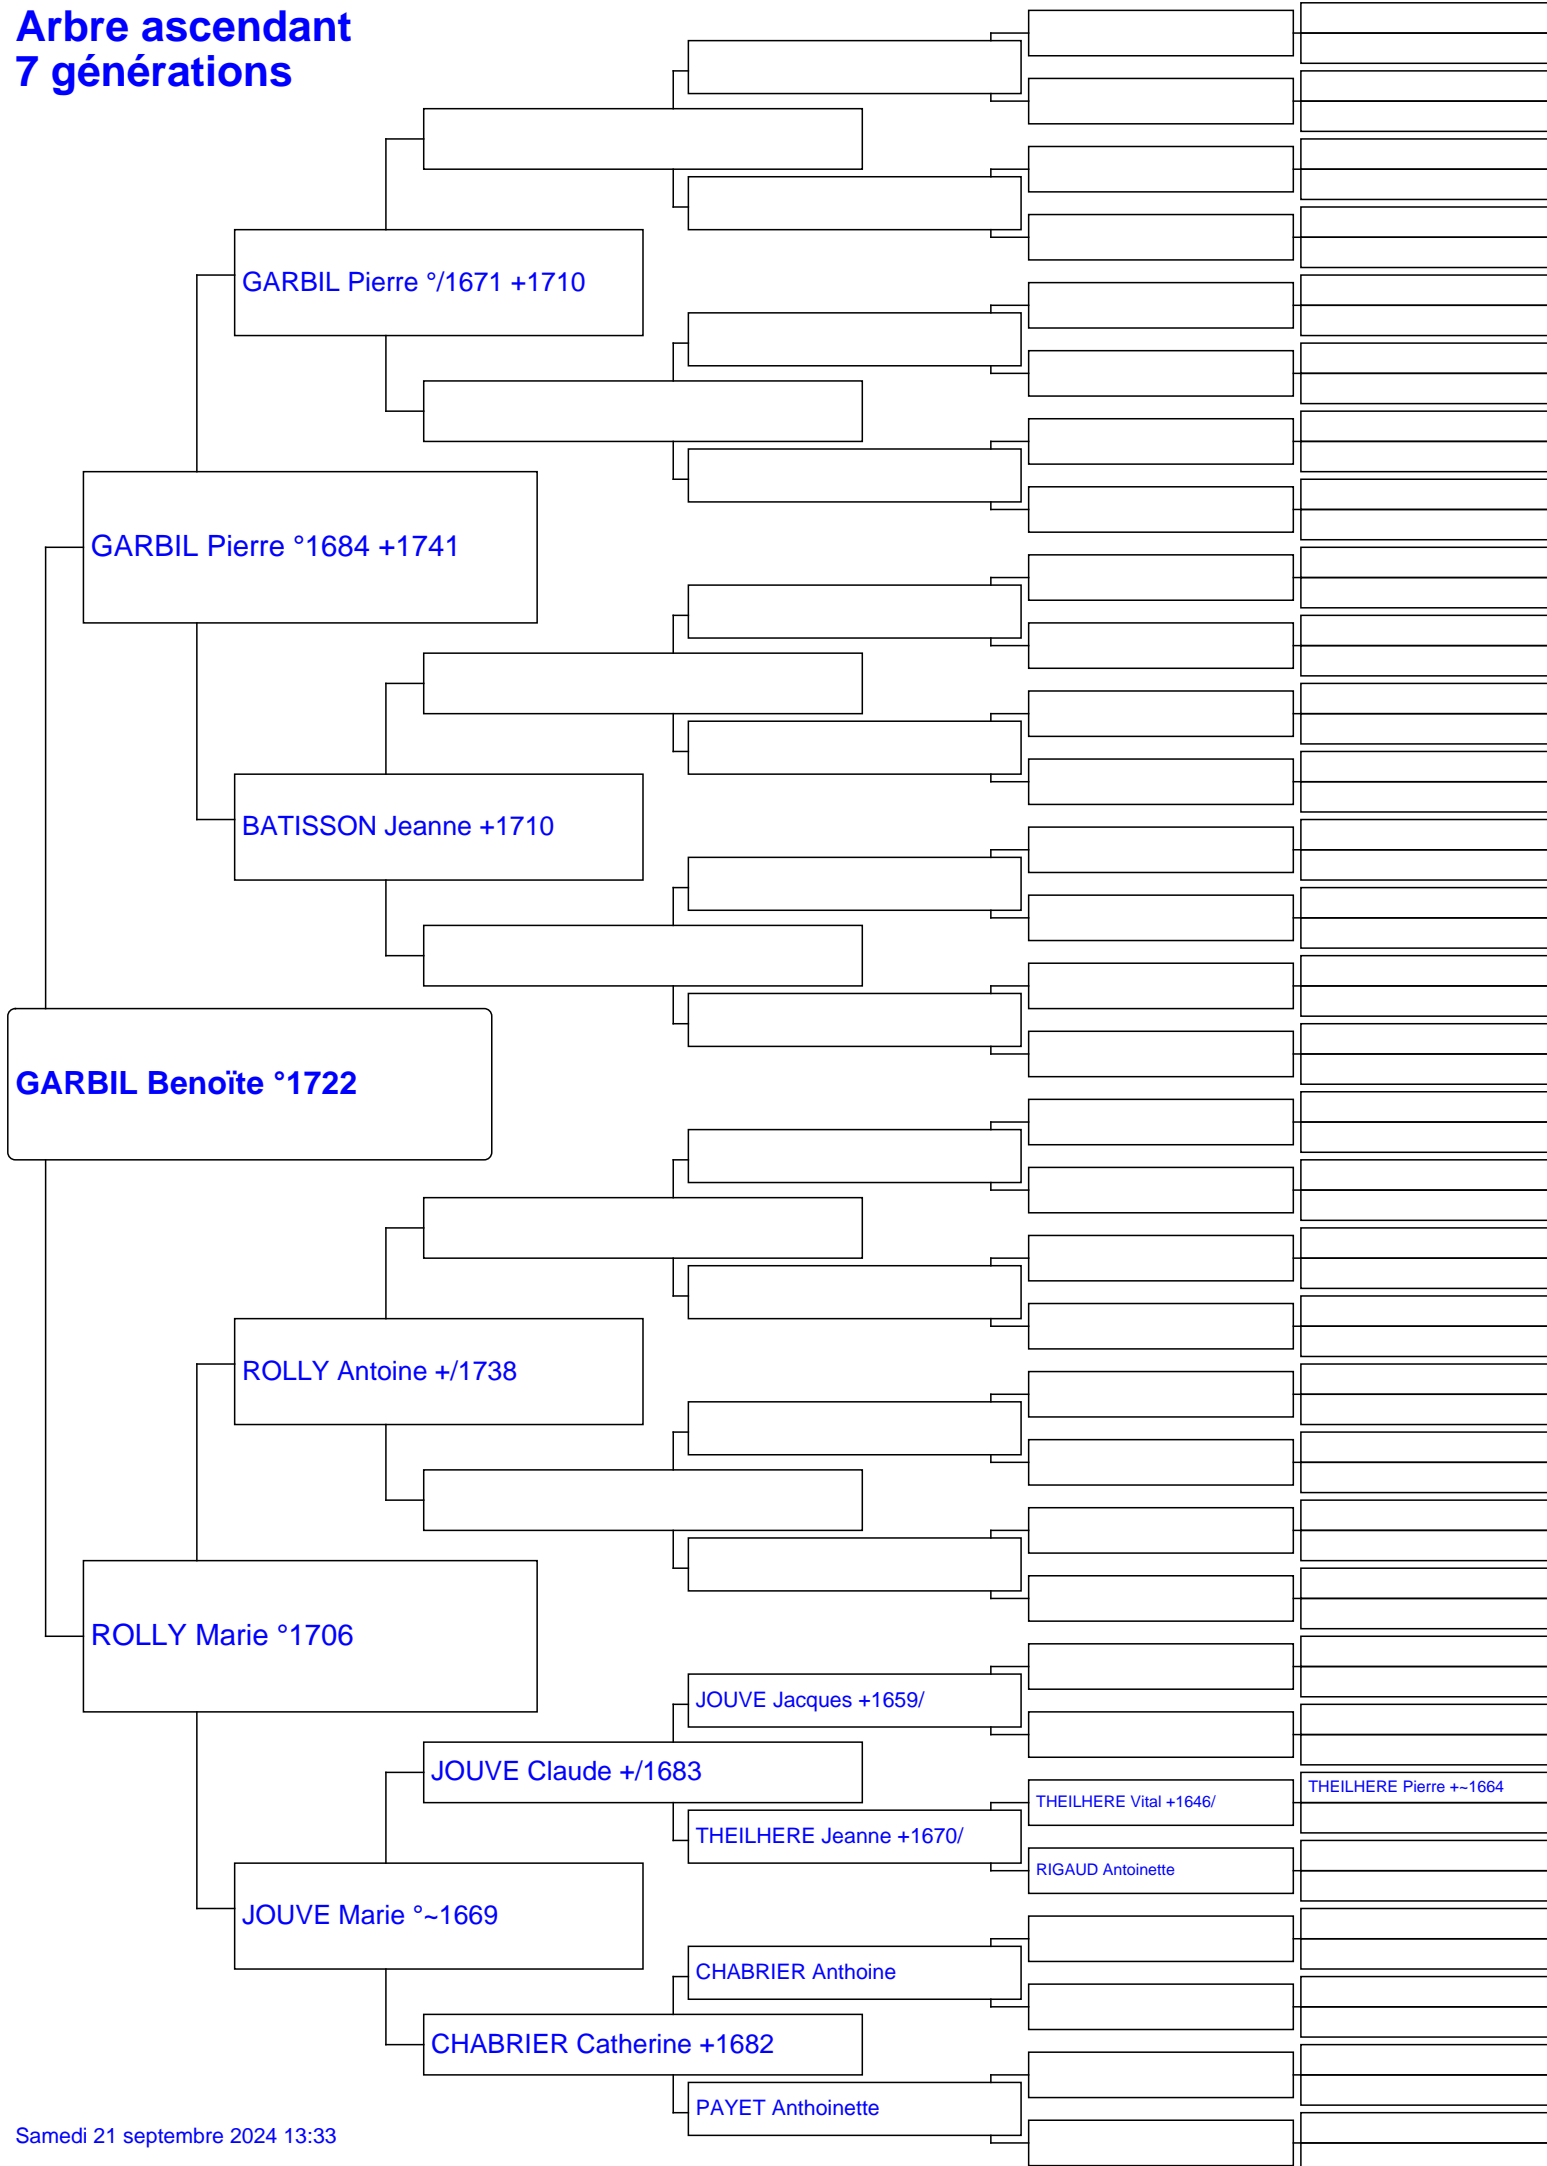 Arbre ascendant
7 générations
GARBIL Pierre °/1671 +1710
GARBIL Pierre °1684 +1741
BATISSON Jeanne +1710
GARBIL Benoïte °1722
ROLLY Antoine +/1738
ROLLY Marie °1706
JOUVE Jacques +1659/
JOUVE Claude +/1683
THEILHERE Pierre +~1664
THEILHERE Vital +1646/
THEILHERE Jeanne +1670/
RIGAUD Antoinette
JOUVE Marie °~1669
CHABRIER Anthoine
CHABRIER Catherine +1682
PAYET Anthoinette
Samedi 21 septembre 2024 13:33